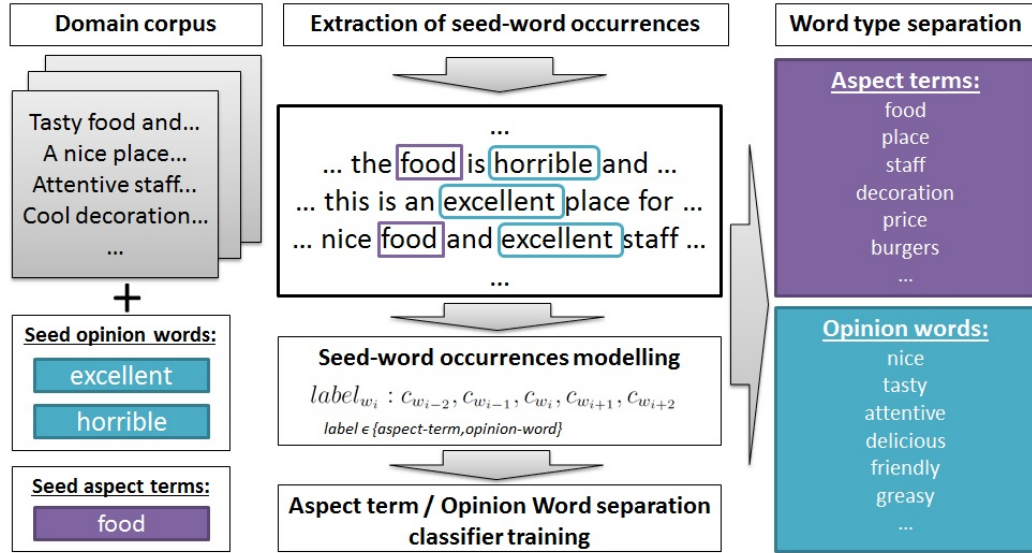 Domain corpus
Tasty food and...
A nice place...
Attentive staff...
Cool decoration...
...
+
Seed opinion words:
excellent
horrible
Seed aspect terms:
food
Extraction of seed-word occurrences
...
... the food is horrible and ...
... this is an excellent place for ...
... nice food and excellent staff ...
...
Seed-word occurrences modelling
label_{w_i} : c_{w_{i-2}}, c_{w_{i-1}}, c_{w_i}, c_{w_{i+1}}, c_{w_{i+2}}
label ϵ {aspect-term,opinion-word}
Aspect term / Opinion Word separation
classifier training
Word type separation
Aspect terms:
food
place
staff
decoration
price
burgers
...
Opinion words:
nice
tasty
attentive
delicious
friendly
greasy
...